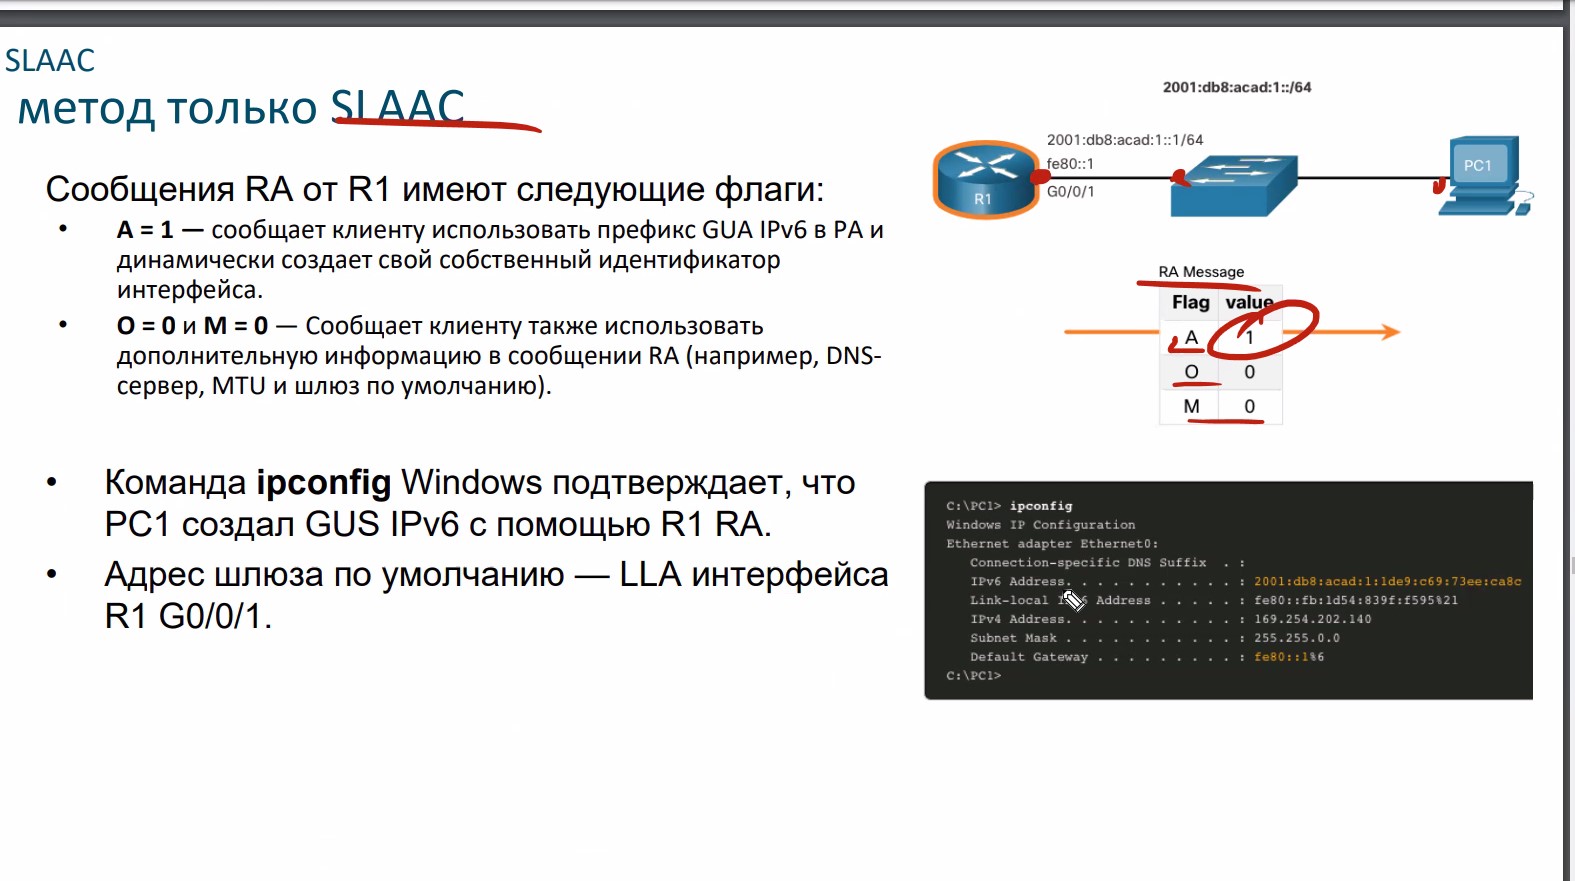 SLAAC
метод только SLAAC
Сообщения RA от R1 имеют следующие флаги:
• A = 1 — сообщает клиенту использовать префикс GUA IPv6 в РА и
динамически создает свой собственный идентификатор
интерфейса.
• O = 0 и M = 0 — Сообщает клиенту также использовать
дополнительную информацию в сообщении RA (например, DNS-
сервер, MTU и шлюз по умолчанию).
• Команда ipconfig Windows подтверждает, что
PC1 создал GUS IPv6 с помощью R1 RA.
• Адрес шлюза по умолчанию — LLA интерфейса
R1 G0/0/1.
2001:db8:acad:1::/64
2001:db8:acad:1::1/64
fe80::1
G0/0/1
R1
PC1
RA Message
Flag value
A 1
O 0
M 0
C:\PC1> ipconfig
Windows IP Configuration
Ethernet adapter Ethernet0:
Connection-specific DNS Suffix . :
IPv6 Address. . . . . . . . . . . : 2001:db8:acad:1:1de9:c69:73ee:ca8c
Link-local Address . . . . . : fe80::fb:1d54:839f:f595%21
IPv4 Address. . . . . . . . . . . : 169.254.202.140
Subnet Mask . . . . . . . . . . . : 255.255.0.0
Default Gateway . . . . . . . . . : fe80::1%6
C:\PC1>